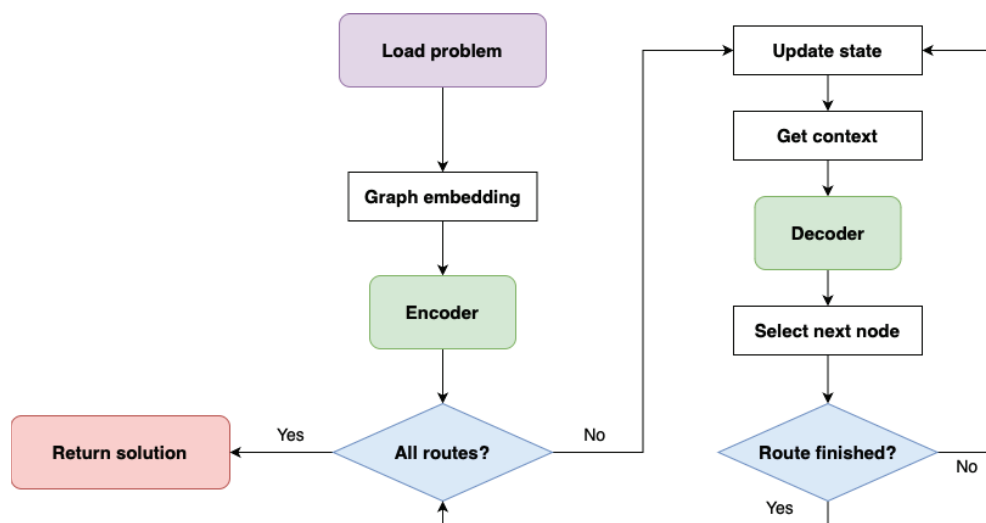 Load problem
Graph embedding
Encoder
All routes?
Yes
Return solution
No
Update state
Get context
Decoder
Select next node
Route finished?
No
Yes